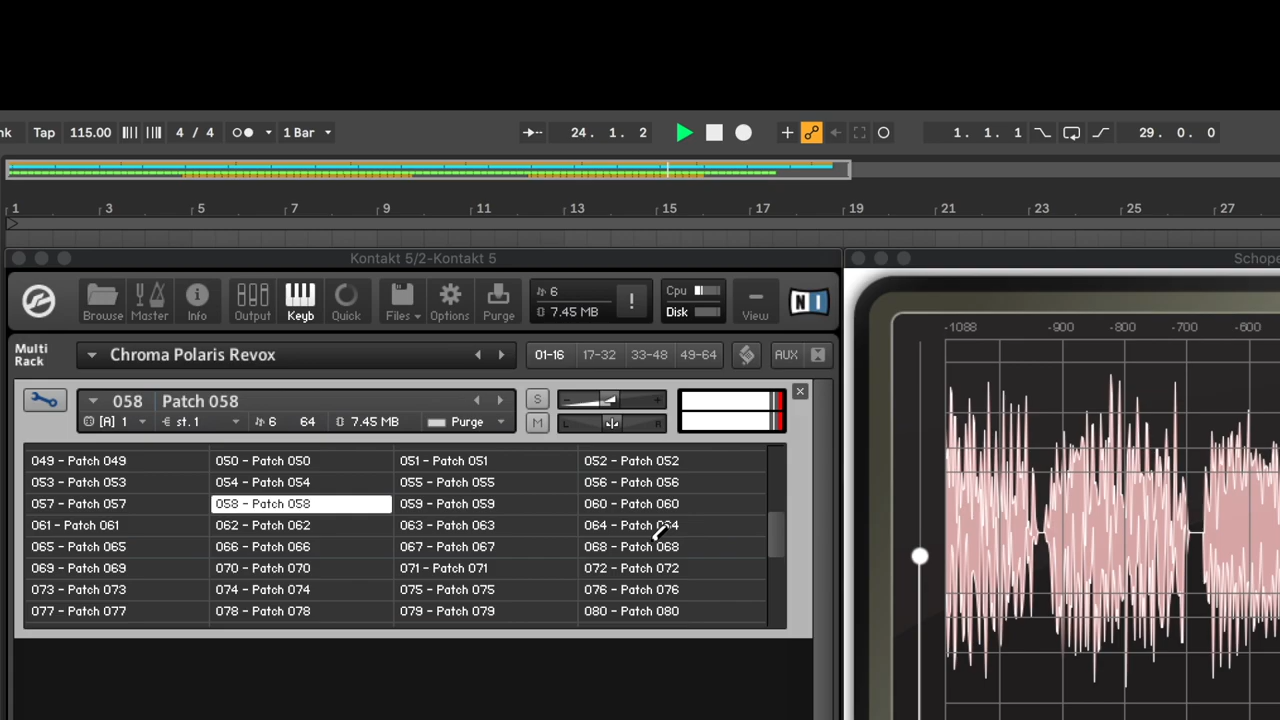 nk Tap 115.00 4 / 4 1 Bar 24. 1. 2 1. 1. 1 29. 0. 0
1 3 5 7 9 11 13 15 17 19 21 23 25 27
Kontakt 5/2-Kontakt 5
Schope
Browse Master Info Output Keyb Quick Files Options Purge
6
7.45 MB
!
Cpu
Disk
View
NI
Multi
Rack
Chroma Polaris Revox
01-16 17-32 33-48 49-64 AUX
058 Patch 058
S
[A] 1 st. 1 6 64 7.45 MB Purge
M
L R
049 - Patch 049 050 - Patch 050 051 - Patch 051 052 - Patch 052
053 - Patch 053 054 - Patch 054 055 - Patch 055 056 - Patch 056
057 - Patch 057 058 - Patch 058 059 - Patch 059 060 - Patch 060
061 - Patch 061 062 - Patch 062 063 - Patch 063 064 - Patch 064
065 - Patch 065 066 - Patch 066 067 - Patch 067 068 - Patch 068
069 - Patch 069 070 - Patch 070 071 - Patch 071 072 - Patch 072
073 - Patch 073 074 - Patch 074 075 - Patch 075 076 - Patch 076
077 - Patch 077 078 - Patch 078 079 - Patch 079 080 - Patch 080
-1088 -900 -800 -700 -600